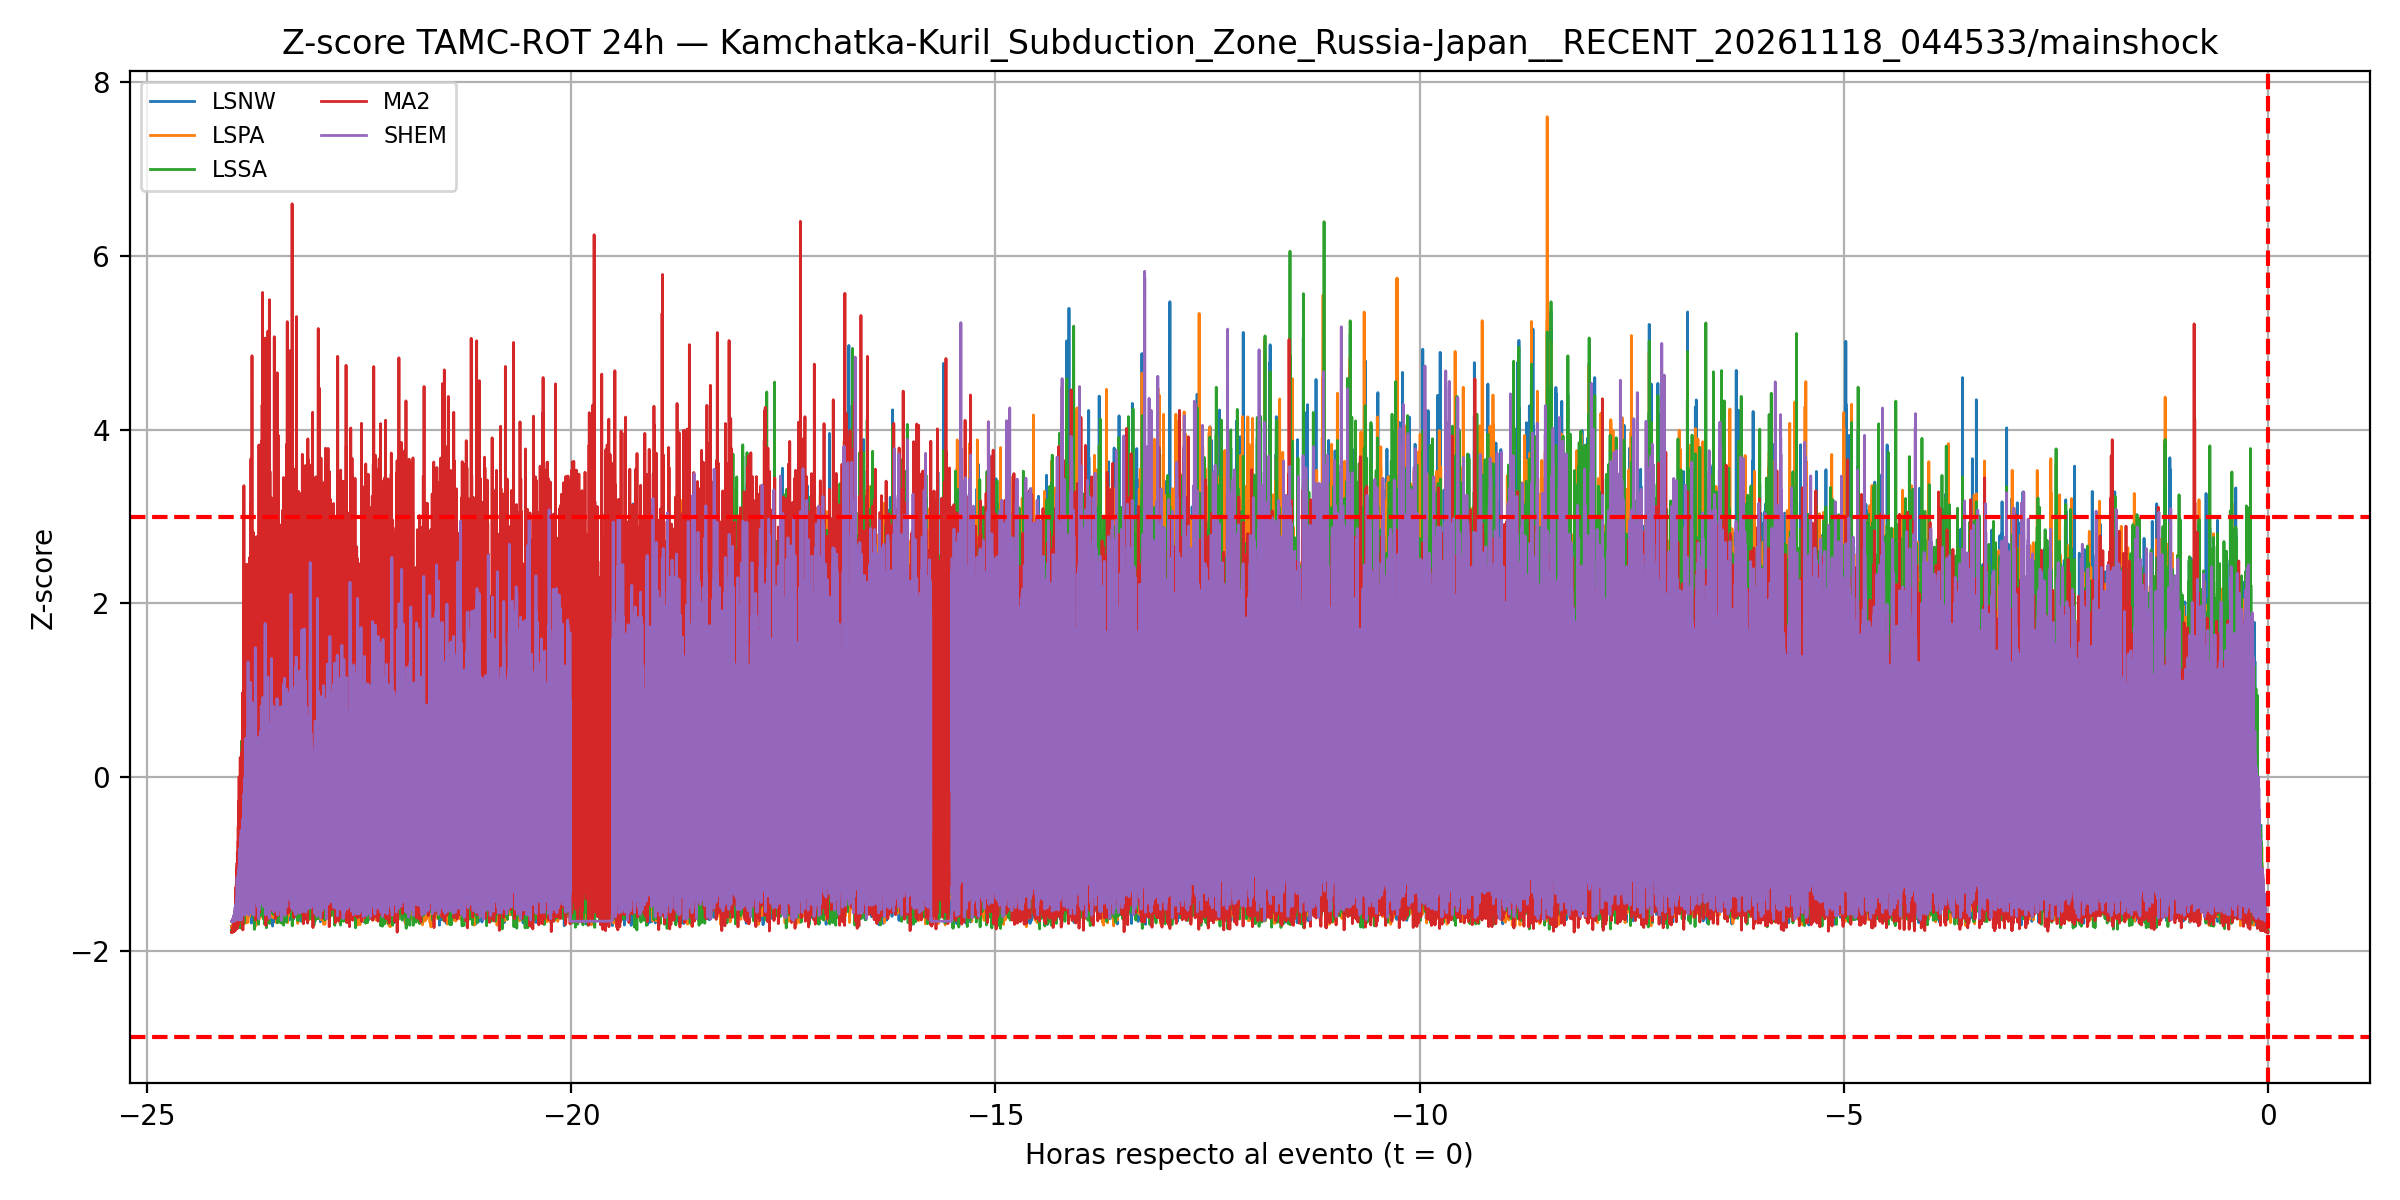 Z-score TAMC-ROT 24h — Kamchatka-Kuril_Subduction_Zone_Russia-Japan__RECENT_20261118_044533/mainshock
LSNW
LSPA
LSSA
MA2
SHEM
8
6
4
2
0
−2
Z-score
−25
−20
−15
−10
−5
0
Horas respecto al evento (t = 0)